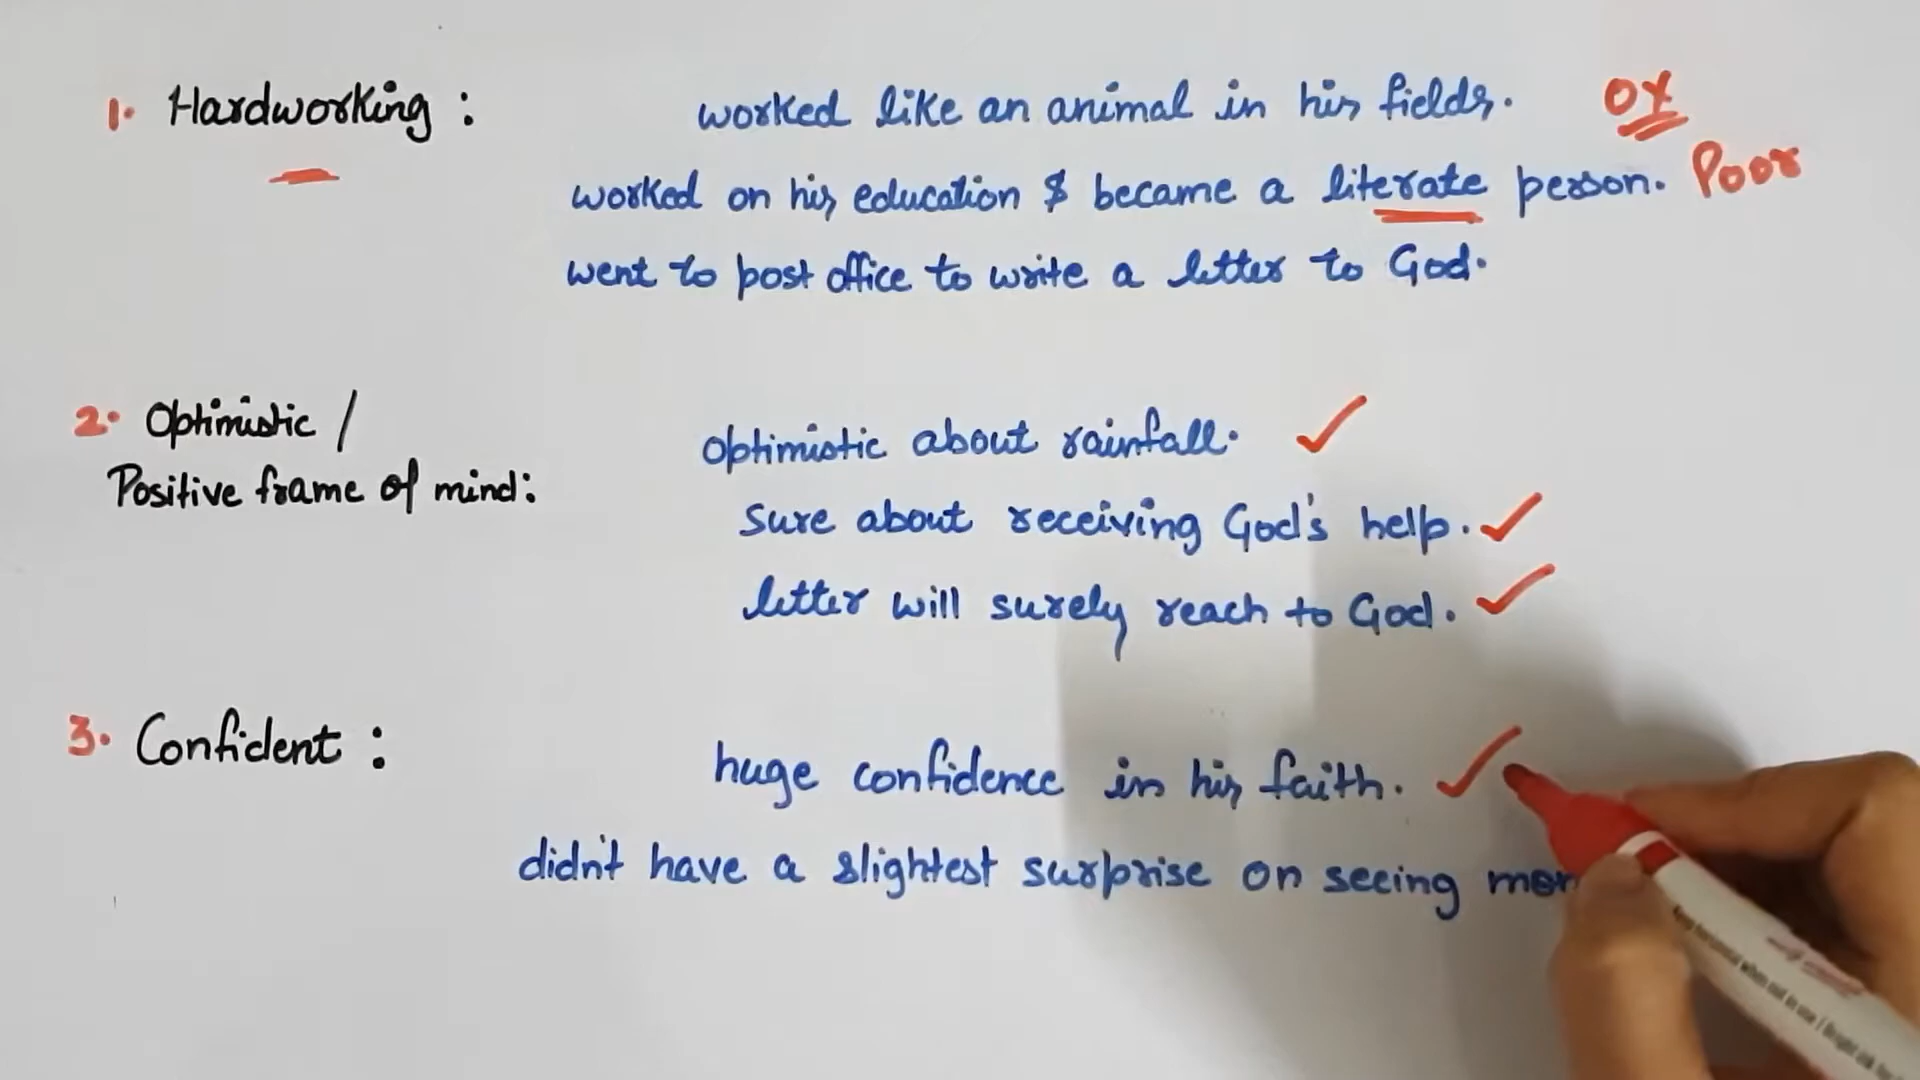 1. Hardworking : worked like an animal in his fields. OX
worked on his education & became a literate person. Poor
went to post office to write a letter to God.
2. Optimistic /
Positive frame of mind:
optimistic about rainfall.
sure about receiving God's help.
letter will surely reach to God.
3. Confident :
huge confidence in his faith.
didn't have a slightest surprise on seeing